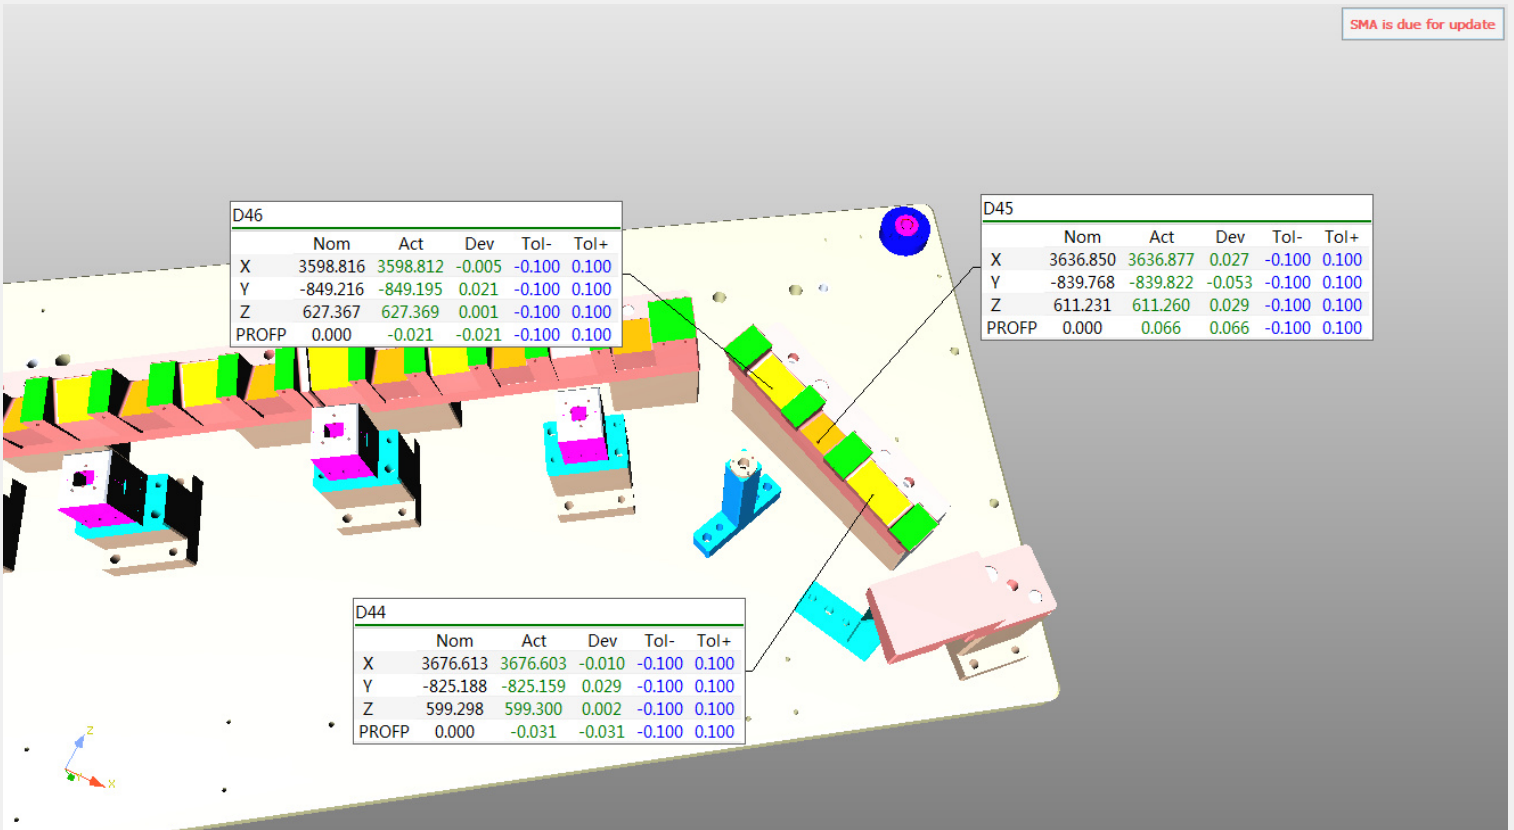 SMA is due for update
D46
Nom Act Dev Tol- Tol+
X 3598.816 3598.812 -0.005 -0.100 0.100
Y -849.216 -849.195 0.021 -0.100 0.100
Z 627.367 627.369 0.001 -0.100 0.100
PROFP 0.000 -0.021 -0.021 -0.100 0.100
D45
Nom Act Dev Tol- Tol+
X 3636.850 3636.877 0.027 -0.100 0.100
Y -839.768 -839.822 -0.053 -0.100 0.100
Z 611.231 611.260 0.029 -0.100 0.100
PROFP 0.000 0.066 0.066 -0.100 0.100
D44
Nom Act Dev Tol- Tol+
X 3676.613 3676.603 -0.010 -0.100 0.100
Y -825.188 -825.159 0.029 -0.100 0.100
Z 599.298 599.300 0.002 -0.100 0.100
PROFP 0.000 -0.031 -0.031 -0.100 0.100
Z
Y
X